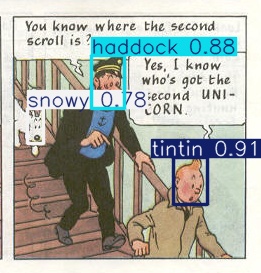 You know where the second
scroll is?
haddock 0.88
Yes, I know
who's got the
second UNI-
CORN.
snowy 0.78
tintin 0.91